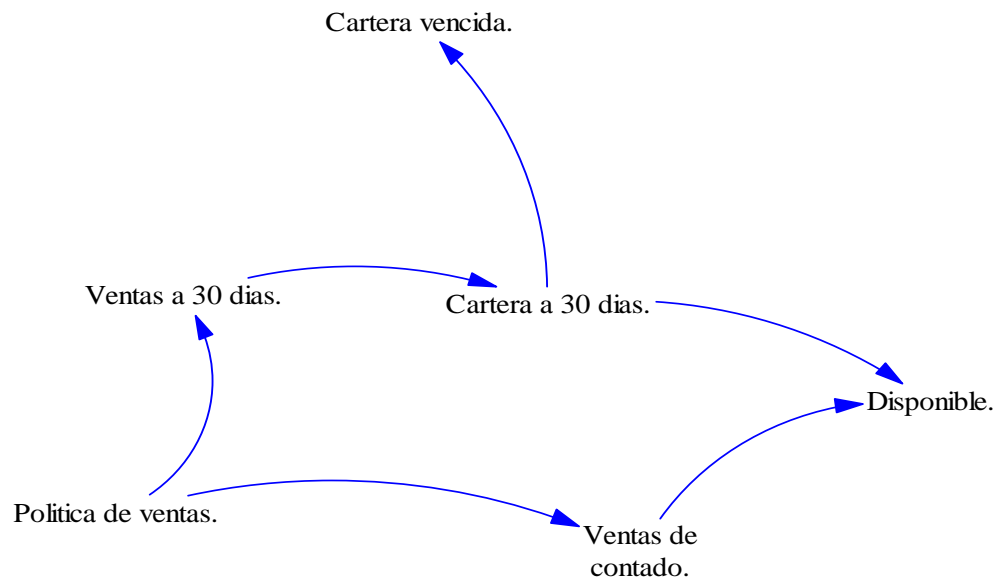 Cartera vencida.
Ventas a 30 dias.
Cartera a 30 dias.
Disponible.
Politica de ventas.
Ventas de
contado.